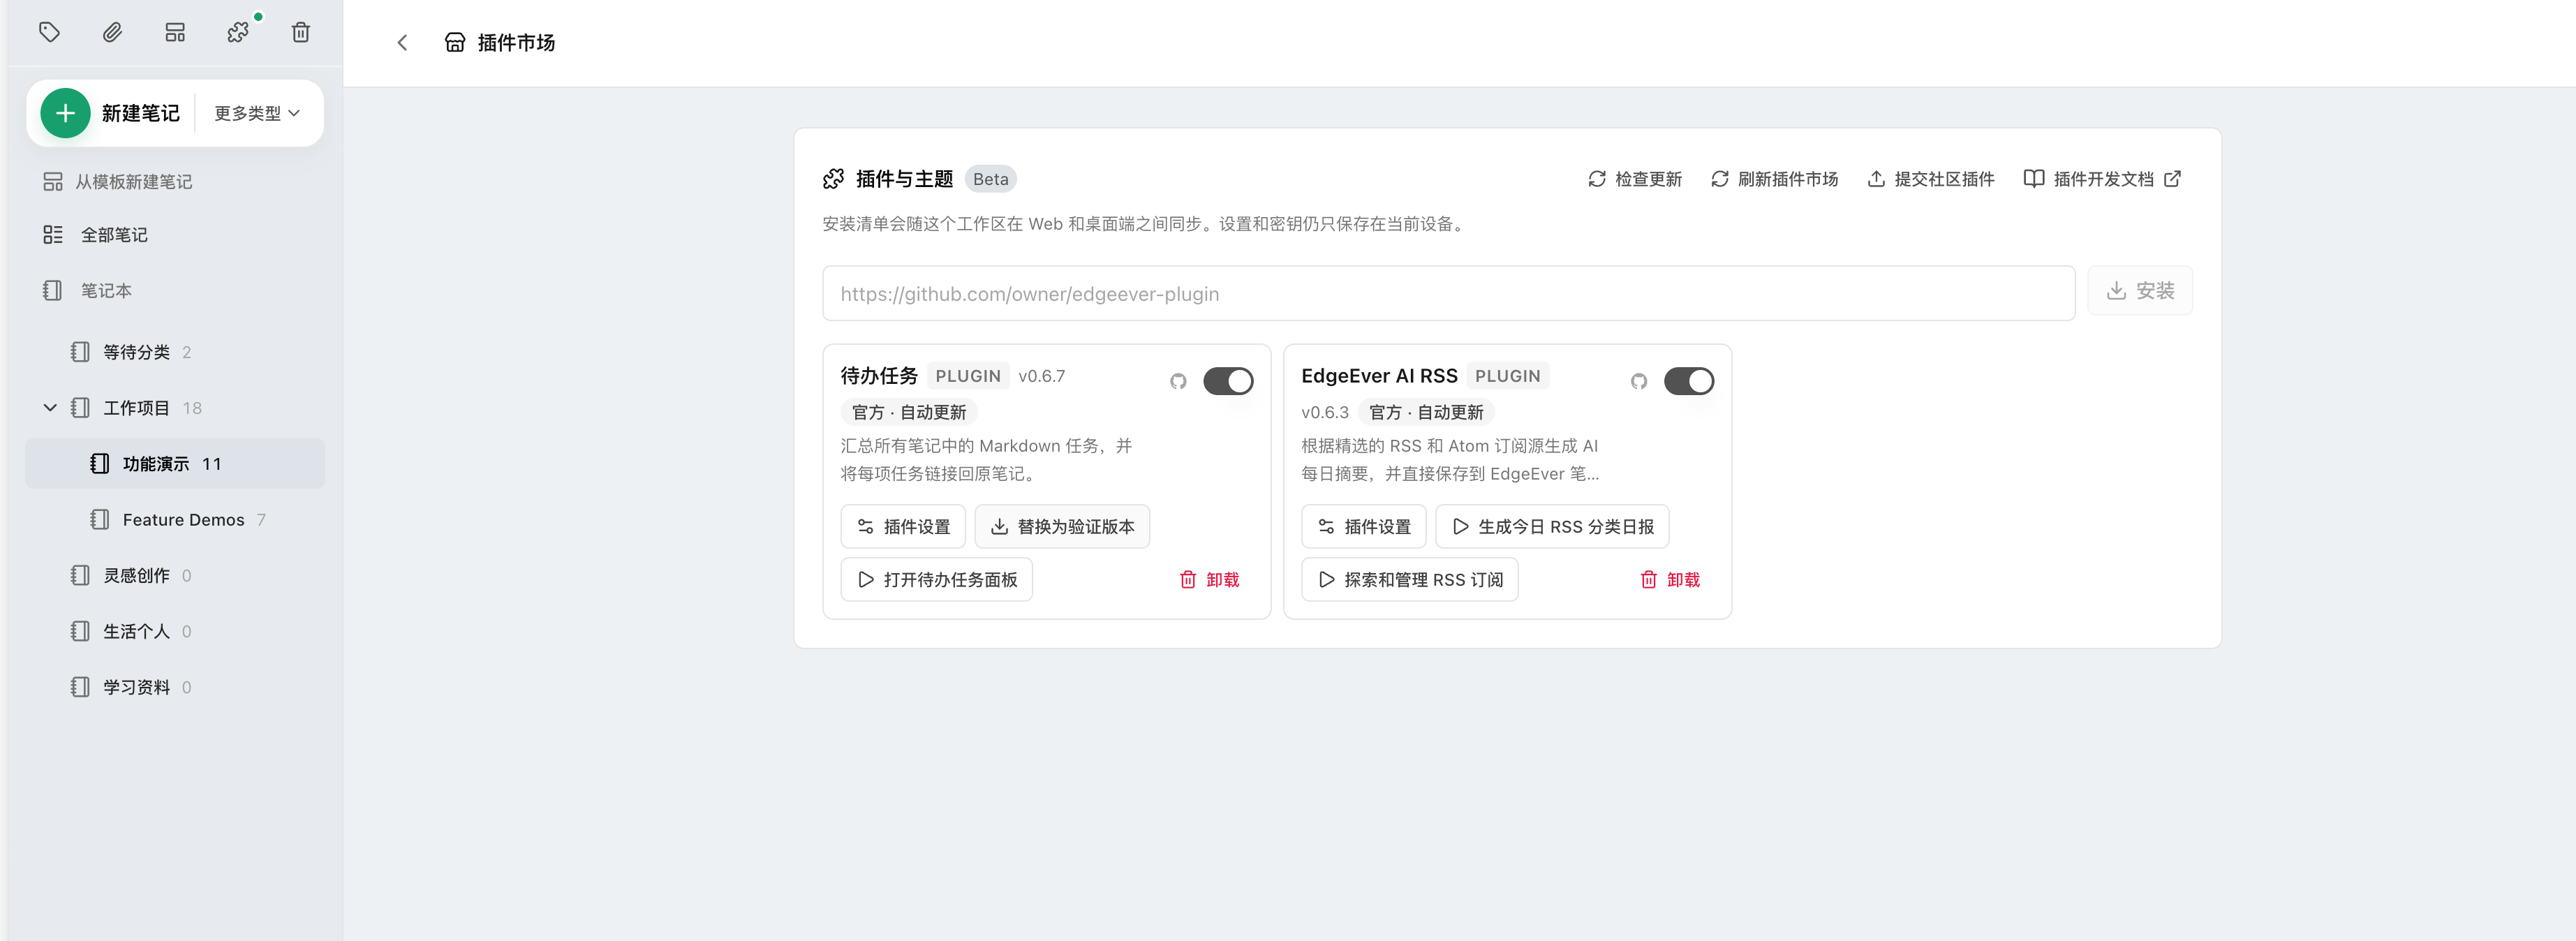 插件市场
新建笔记 更多类型
从模板新建笔记
全部笔记
笔记本
等待分类 2
工作项目 18
功能演示 11
Feature Demos 7
灵感创作 0
生活个人 0
学习资料 0
插件与主题 Beta
检查更新 刷新插件市场 提交社区插件 插件开发文档
安装清单会随这个工作区在 Web 和桌面端之间同步。设置和密钥仍只保存在当前设备。
https://github.com/owner/edgeever-plugin
安装
待办任务 PLUGIN v0.6.7
官方 · 自动更新
汇总所有笔记中的 Markdown 任务，并
将每项任务链接回原笔记。
插件设置 替换为验证版本
打开待办任务面板 卸载
EdgeEver AI RSS PLUGIN
v0.6.3 官方 · 自动更新
根据精选的 RSS 和 Atom 订阅源生成 AI
每日摘要，并直接保存到 EdgeEver 笔...
插件设置 生成今日 RSS 分类日报
探索和管理 RSS 订阅 卸载